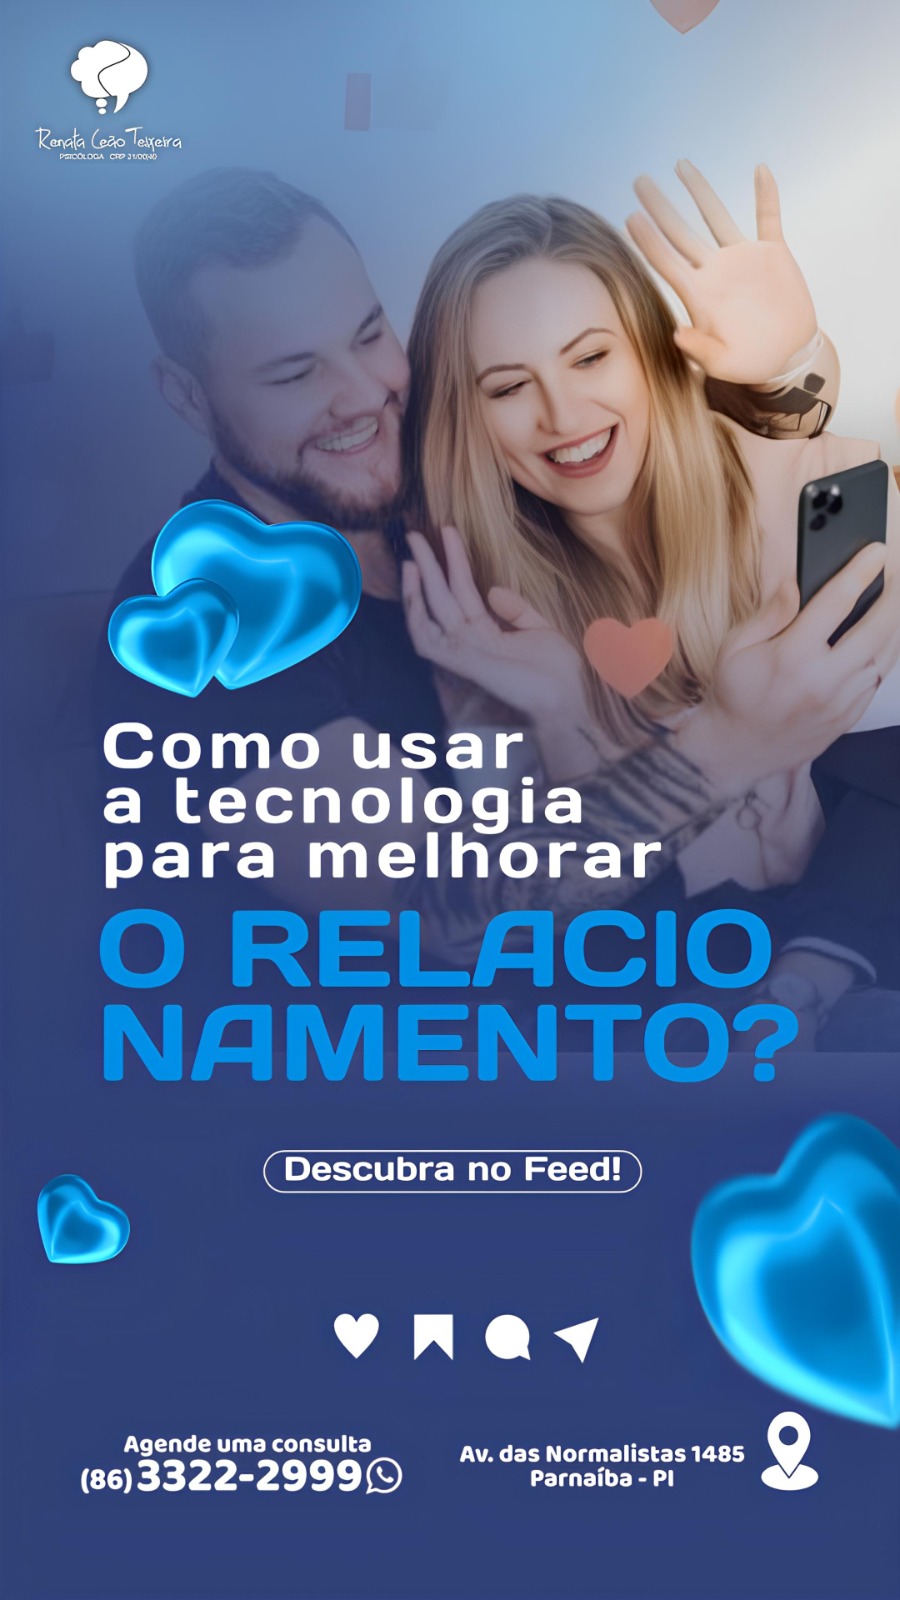 Renata Leão Teixeira
PSICÓLOGA
Como usar
a tecnologia
para melhorar
O RELACIO
NAMENTO?
Descubra no Feed!
Agende uma consulta
(86) 3322-2999
Av. das Normalistas 1485
Parnaíba - PI